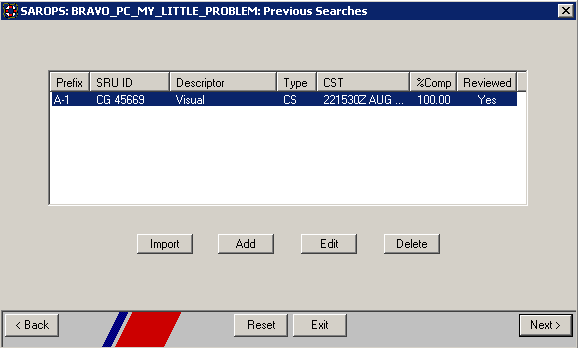 SAROPS: BRAVO_PC_MY_LITTLE_PROBLEM: Previous Searches
Prefix SRU ID Descriptor Type CST %Comp Reviewed
A-1 CG 45669 Visual CS 221530Z AUG ... 100.00 Yes
Import Add Edit Delete
< Back Reset Exit Next >